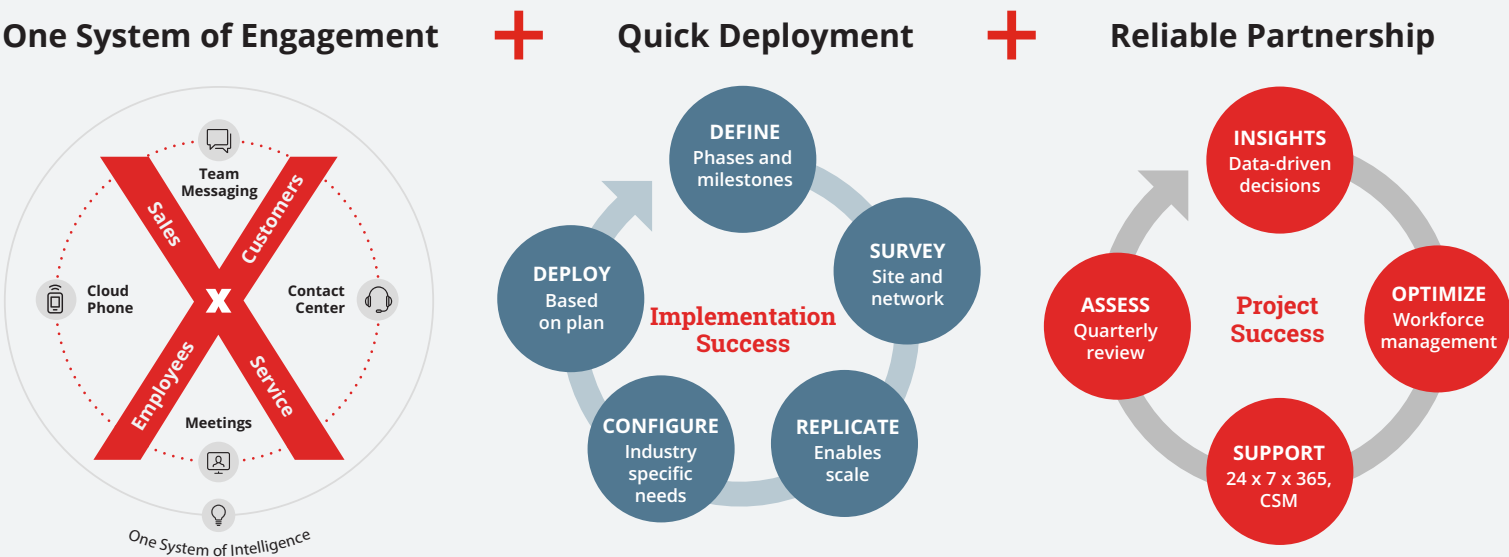 One System of Engagement
+
Quick Deployment
+
Reliable Partnership
Team
Messaging
Sales
Customers
Cloud
Phone
X
Contact
Center
Employees
Service
Meetings
One System of Intelligence
DEFINE
Phases and
milestones
SURVEY
Site and
network
REPLICATE
Enables
scale
CONFIGURE
Industry
specific
needs
DEPLOY
Based
on plan
Implementation
Success
INSIGHTS
Data-driven
decisions
OPTIMIZE
Workforce
management
SUPPORT
24 x 7 x 365,
CSM
ASSESS
Quarterly
review
Project
Success